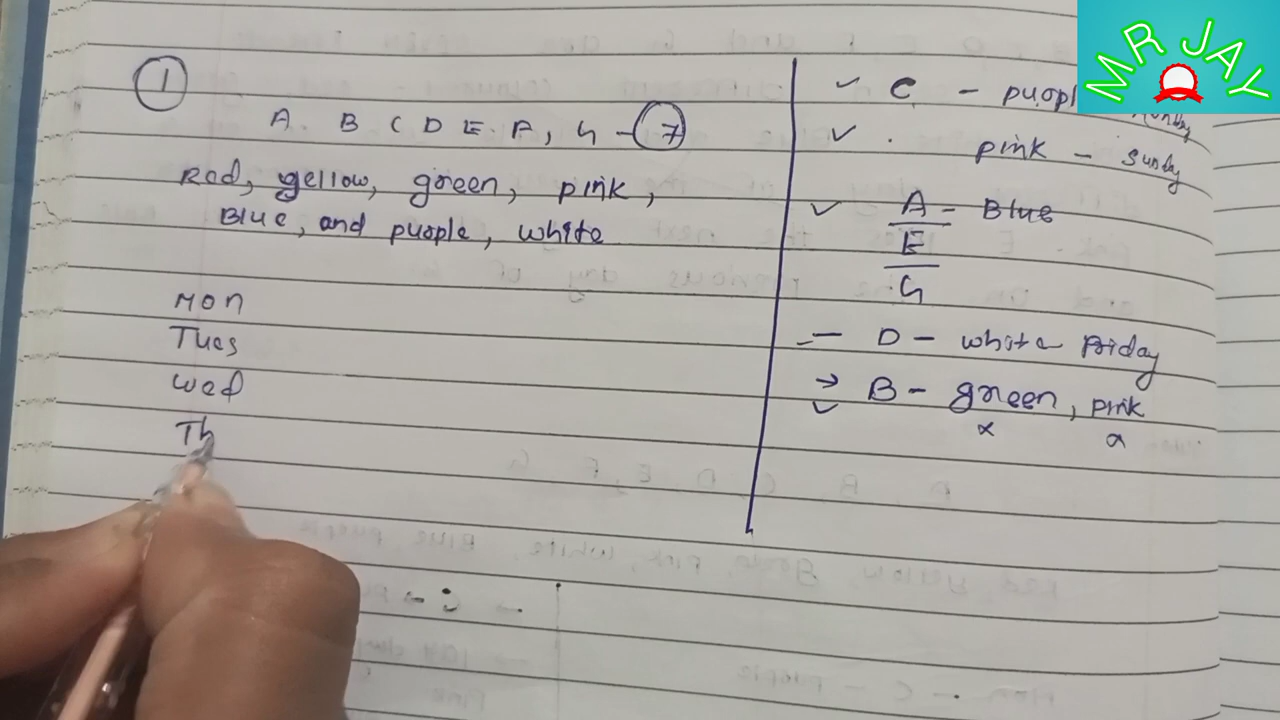 1
A B C D E F, G - 7
Red, yellow, green, pink,
Blue, and purple, white
Mon
Tues
Wed
Th
✓ C - purpl
✓ . pink - Sunday
✓ A - Blue
E
G
- D - white Friday
→ B - green, pink
✓ x x
MR JAY